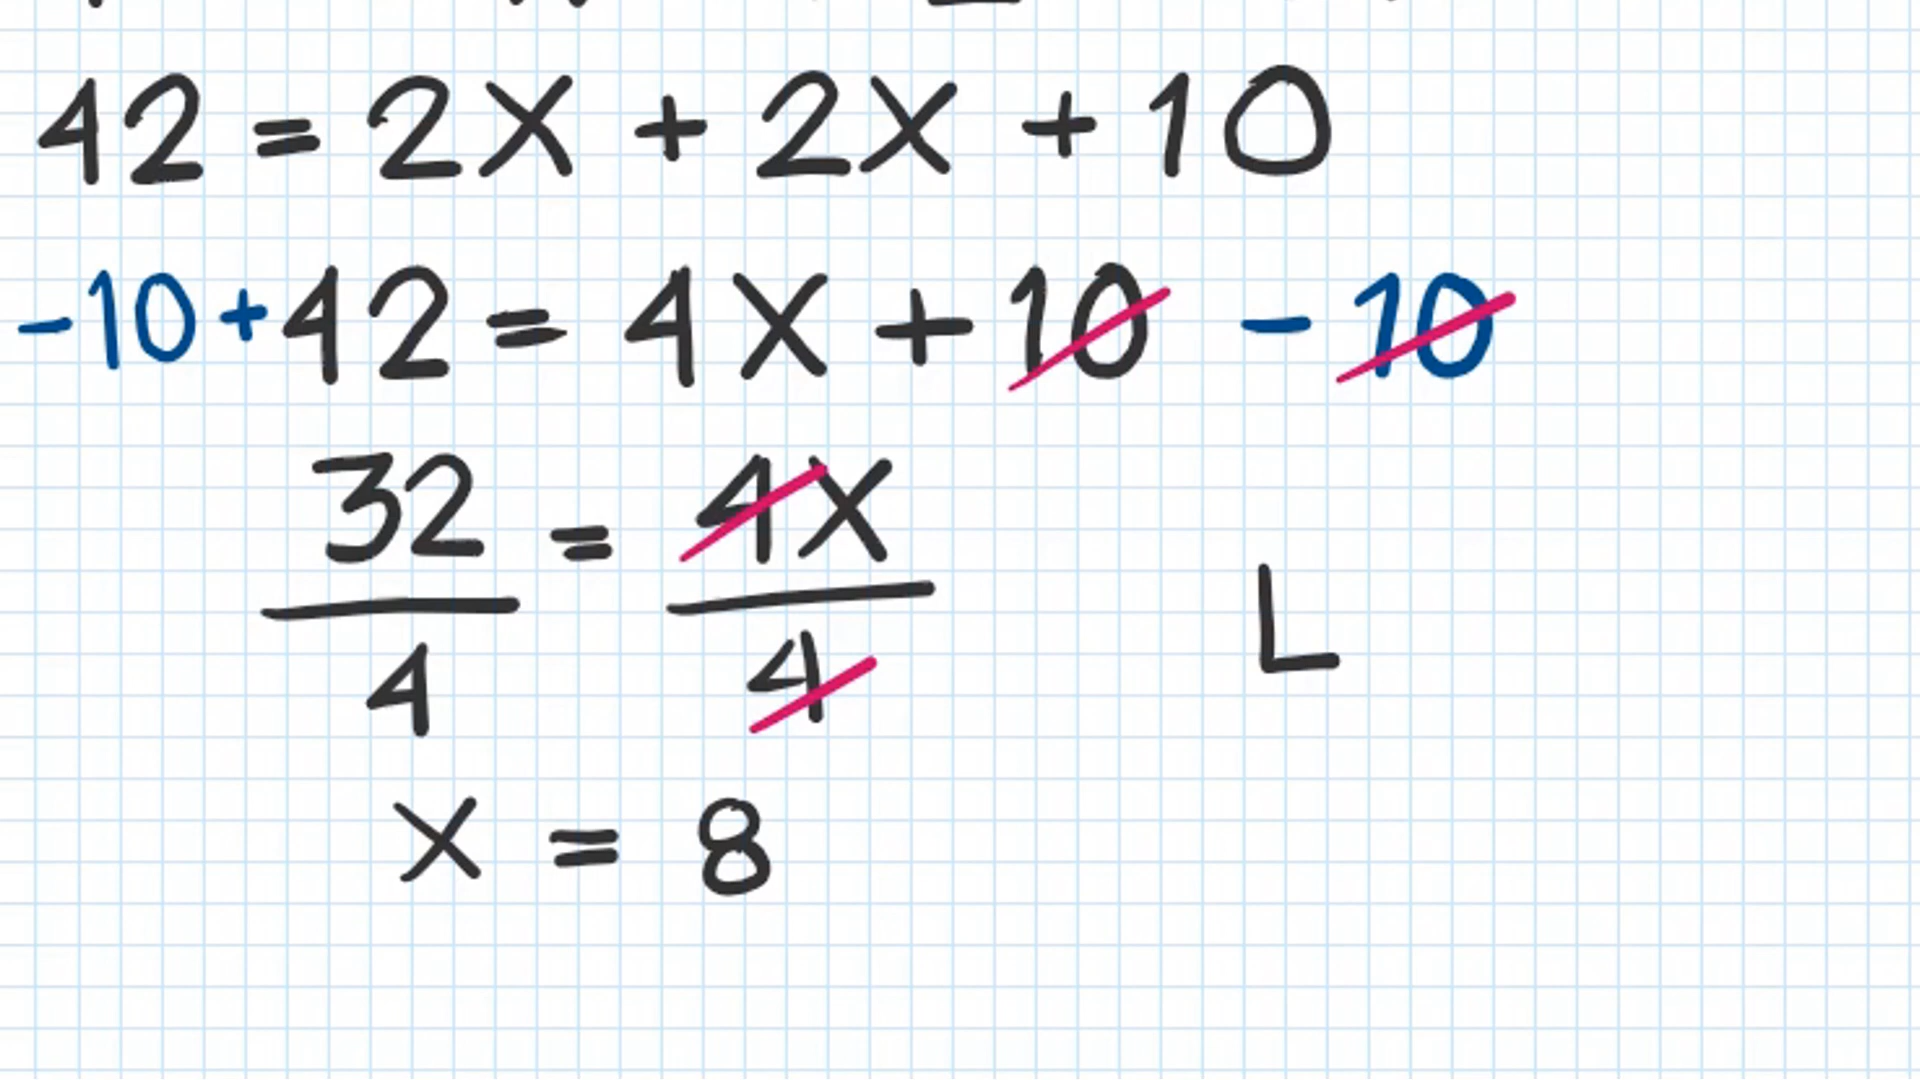 42 = 2X + 2X + 10
-10 + 42 = 4X + 10 - 10
32/4 = 4X/4
L
X = 8